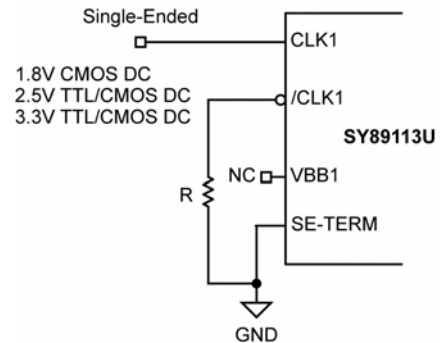 Single-Ended
CLK1
1.8V CMOS DC
2.5V TTL/CMOS DC
3.3V TTL/CMOS DC
/CLK1
SY89113U
NC
VBB1
R
SE-TERM
GND